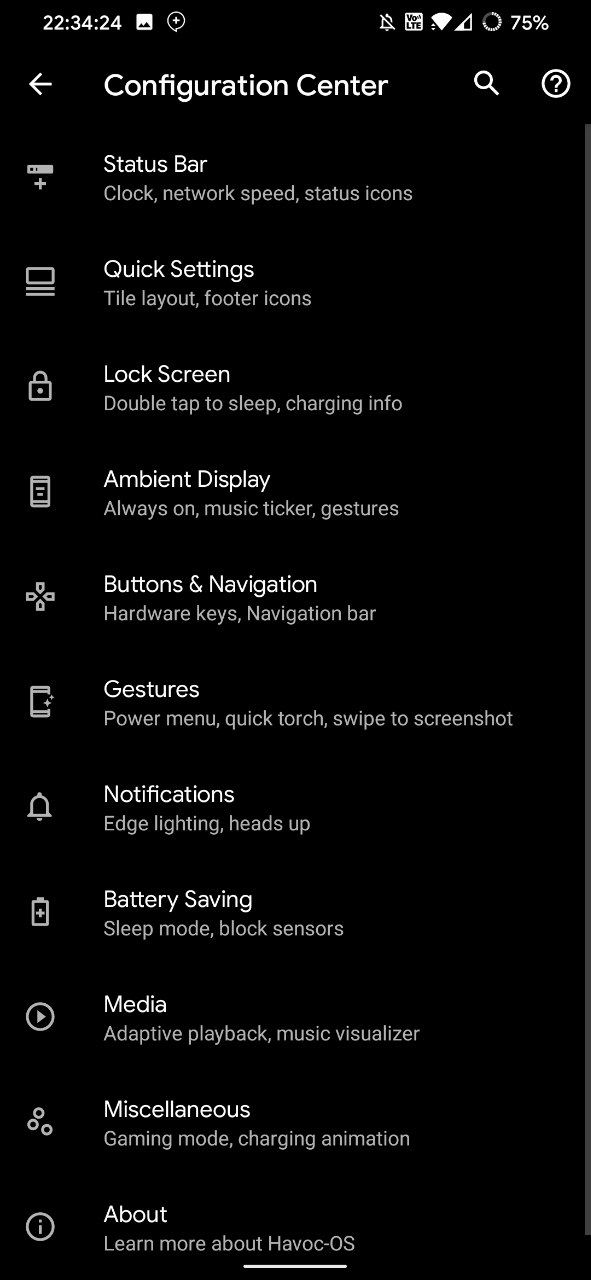 22:34:24
Vo) LTE
75%
Configuration Center
Status Bar
Clock, network speed, status icons
Quick Settings
Tile layout, footer icons
Lock Screen
Double tap to sleep, charging info
Ambient Display
Always on, music ticker, gestures
Buttons & Navigation
Hardware keys, Navigation bar
Gestures
Power menu, quick torch, swipe to screenshot
Notifications
Edge lighting, heads up
Battery Saving
Sleep mode, block sensors
Media
Adaptive playback, music visualizer
Miscellaneous
Gaming mode, charging animation
About
Learn more about Havoc-OS